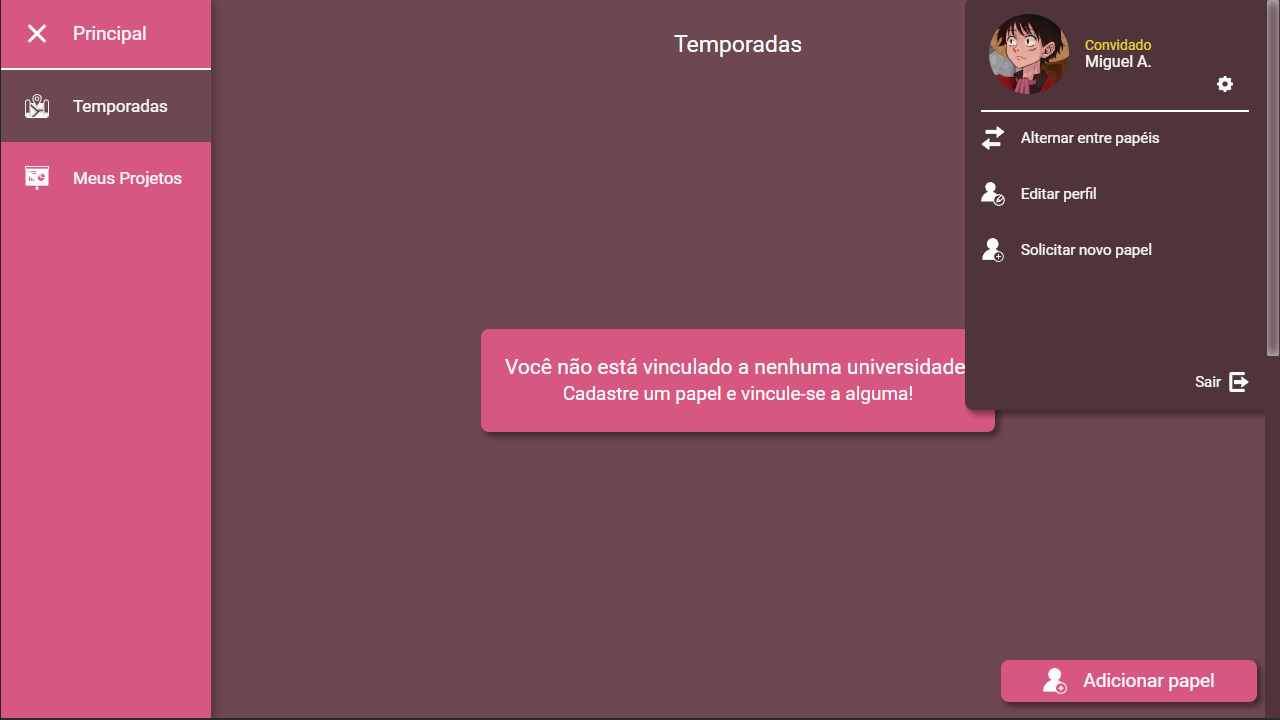 Principal
Temporadas
Meus Projetos
Temporadas
Convidado
Miguel A.
Alternar entre papéis
Editar perfil
Solicitar novo papel
Sair
Você não está vinculado a nenhuma universidade
Cadastre um papel e vincule-se a alguma!
Adicionar papel